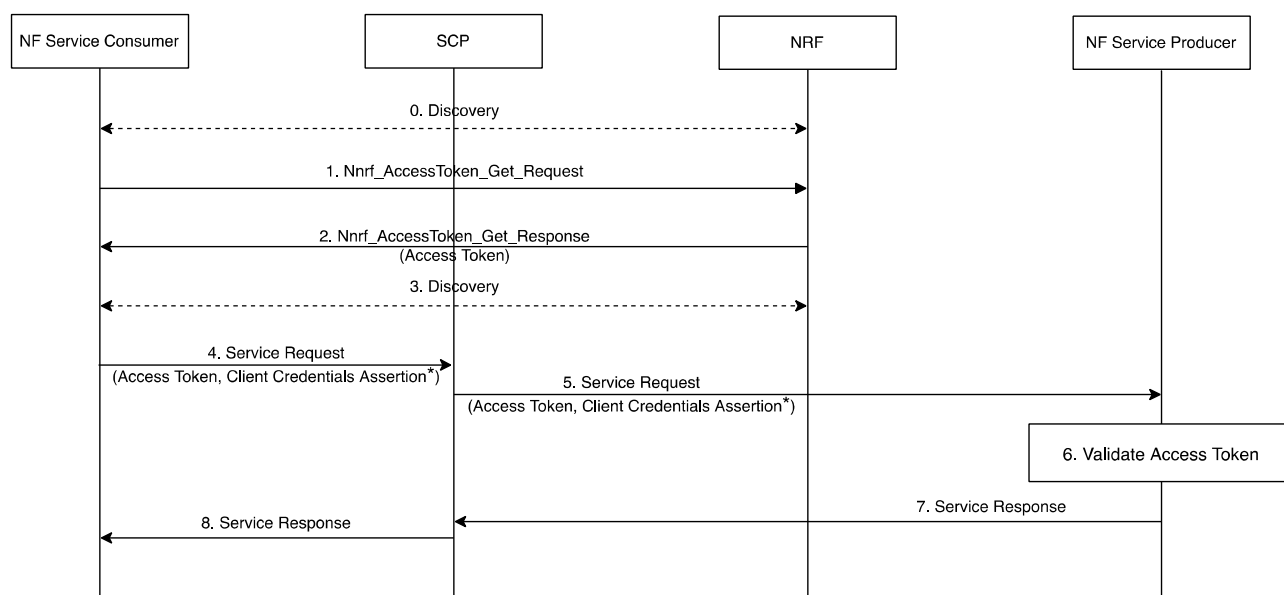 NF Service Consumer
SCP
NRF
NF Service Producer
0. Discovery
1. Nnrf_AccessToken_Get_Request
2. Nnrf_AccessToken_Get_Response
(Access Token)
3. Discovery
4. Service Request
(Access Token, Client Credentials Assertion*)
5. Service Request
(Access Token, Client Credentials Assertion*)
6. Validate Access Token
7. Service Response
8. Service Response